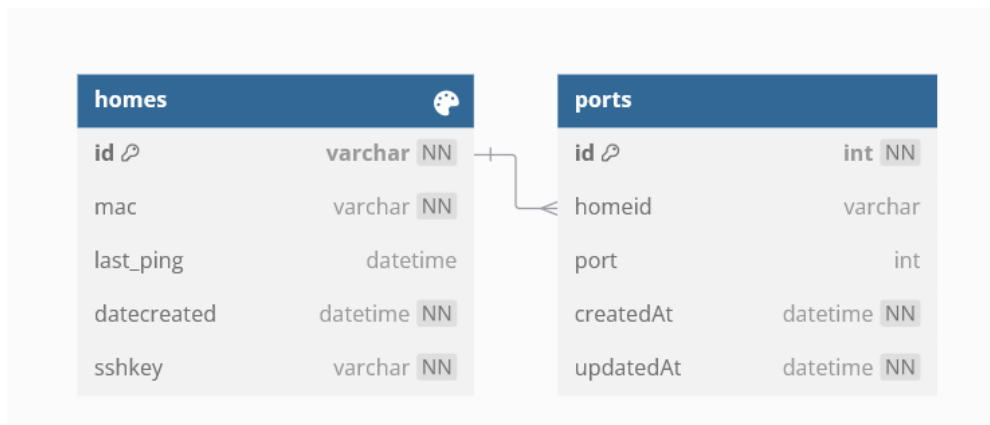 homes
id varchar NN
mac varchar NN
last_ping datetime
datecreated datetime NN
sshkey varchar NN
ports
id int NN
homeid varchar
port int
createdAt datetime NN
updatedAt datetime NN